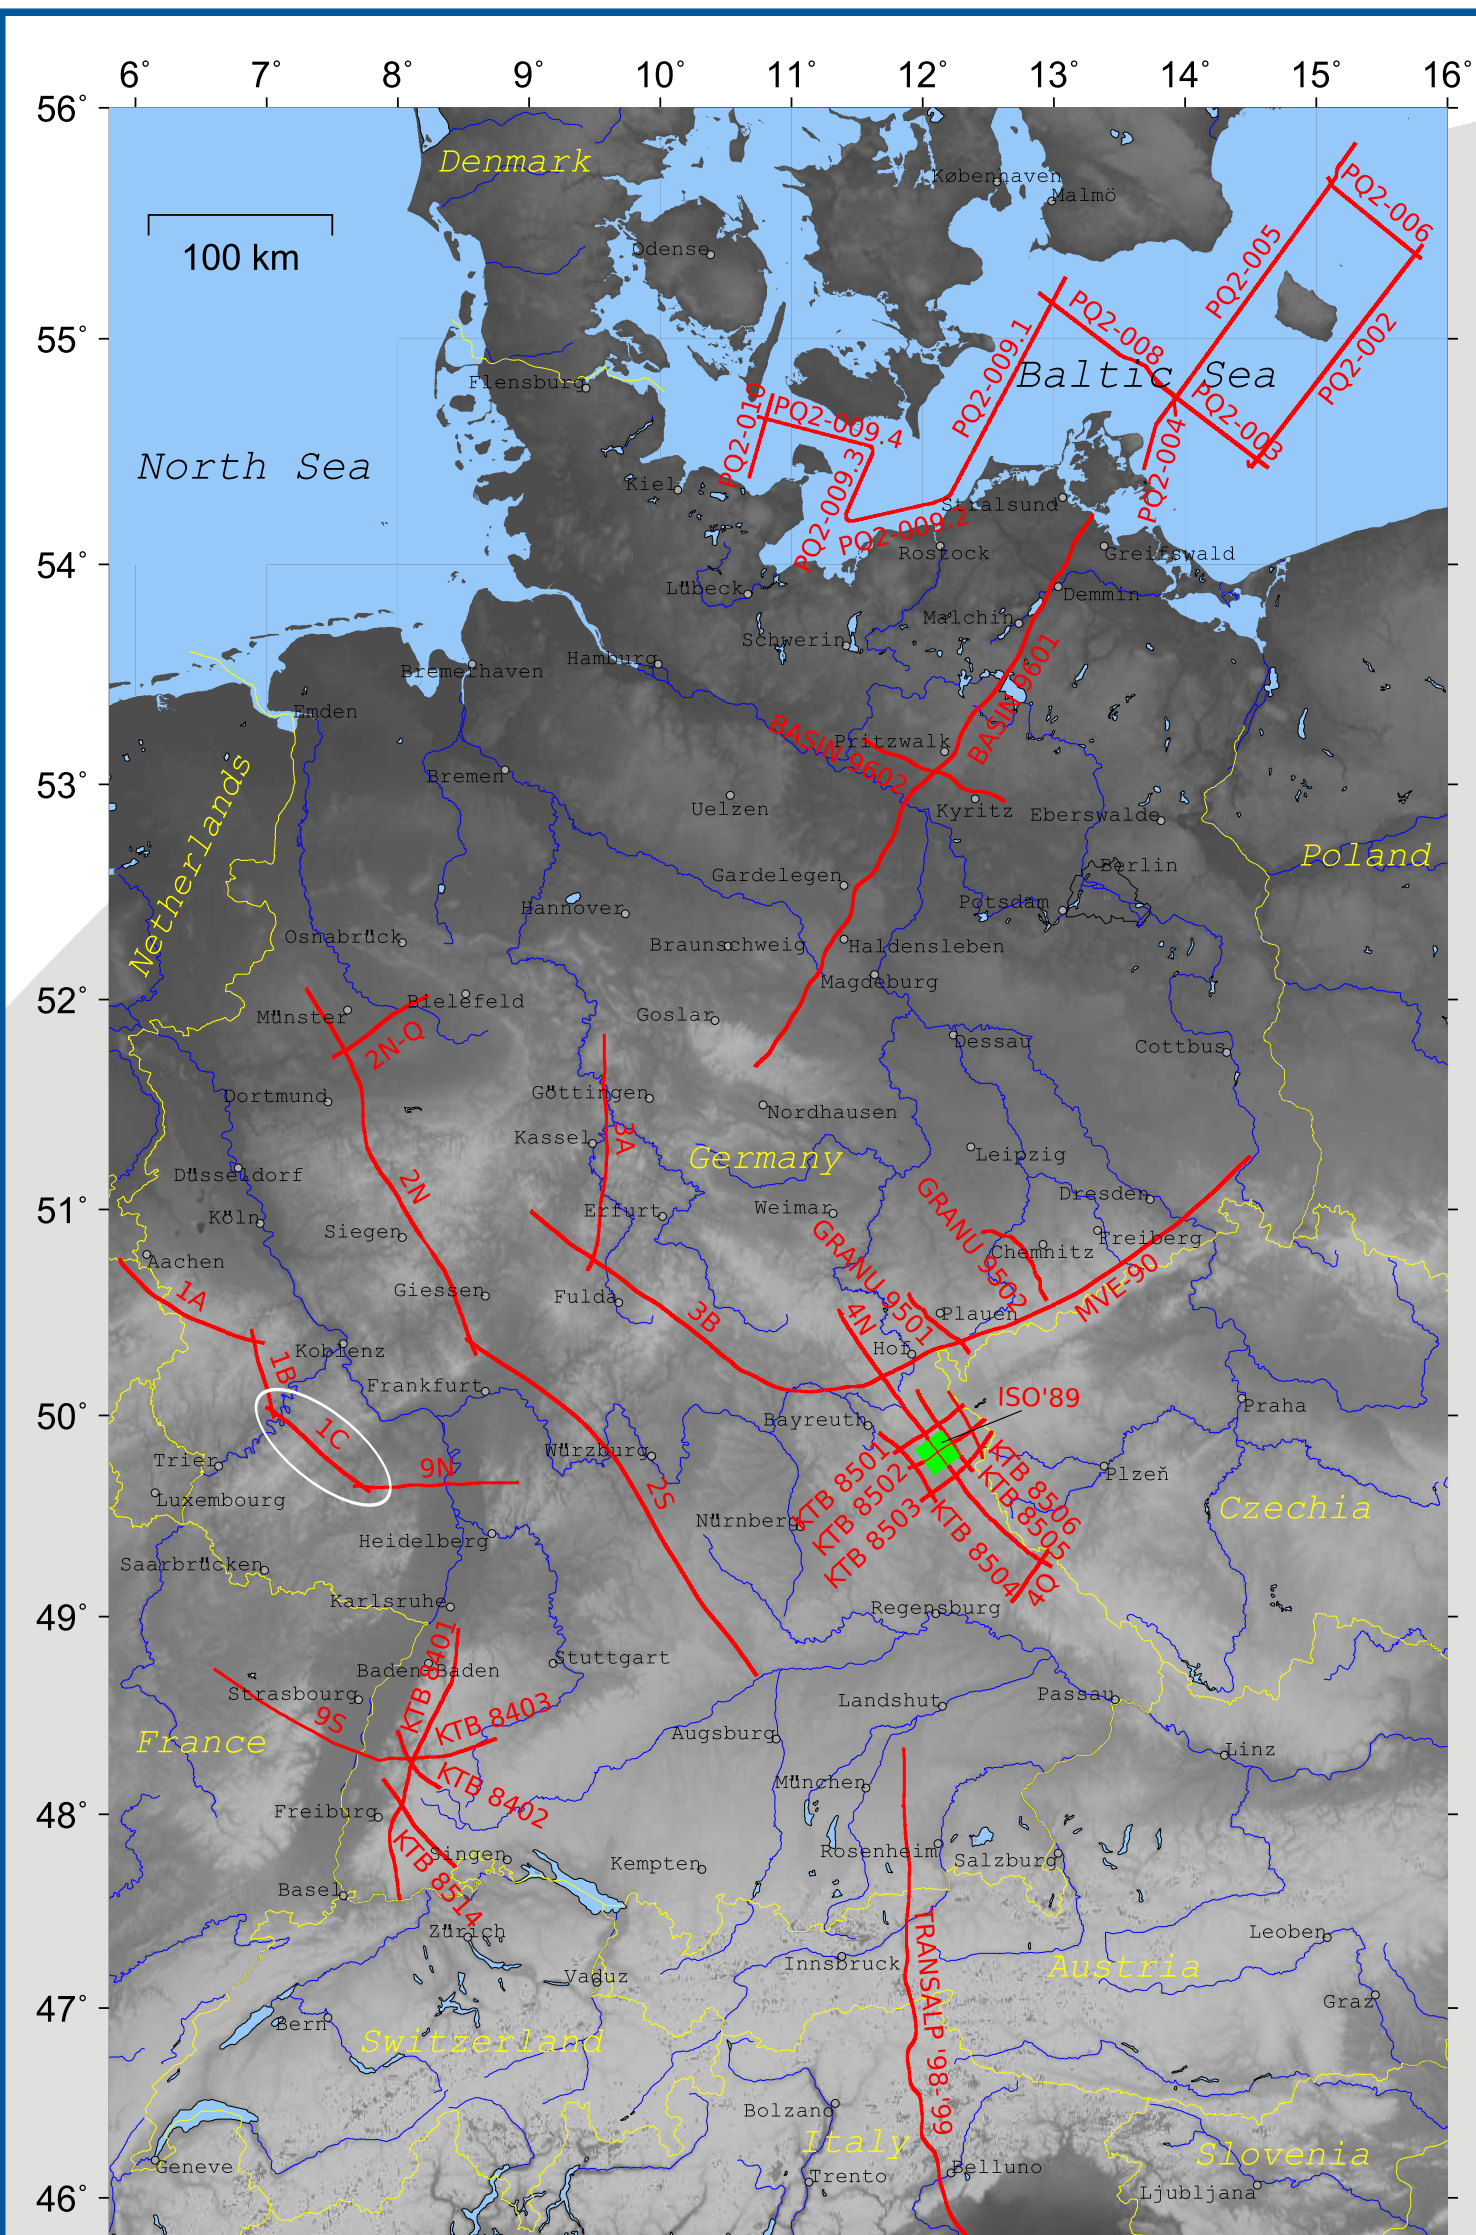 6° 7° 8° 9° 10° 11° 12° 13° 14° 15° 16°
56°
55°
54°
53°
52°
51°
50°
49°
48°
47°
46°
100 km
Denmark
København
Malmö
Odense
PQ2-006
PQ2-005
PQ2-002
PQ2-008
PQ2-009.1
Baltic Sea
Flensburg
PQ2-010
PQ2-009.4
PQ2-003
PQ2-004
North Sea
Kiel
PQ2-009.3
PQ2-009.2
Stralsund
Rostock
Greifswald
Lübeck
Demmin
Malchin
Schwerin
Hamburg
Bremerhaven
BASIN 9601
Emden
BASIN 9602
Pritzwalk
Netherlands
Bremen
Uelzen
Kyritz
Eberswalde
Poland
Berlin
Gardelegen
Potsdam
Hannover
Osnabrück
Braunschweig
Haldensleben
Magdeburg
Bielefeld
Münster
2N-Q
Goslar
Dessau
Cottbus
Dortmund
Göttingen
Nordhausen
Kassel
3A
Germany
Leipzig
Düsseldorf
2N
Dresden
Köln
Siegen
Erfurt
Weimar
GRANU 9502
Freiberg
Chemnitz
Aachen
GRANU 9501
MVE-90
1A
Giessen
Fulda
3B
4N
Plauen
Koblenz
1B
Hof
Frankfurt
ISO'89
Praha
1C
Bayreuth
Trier
9N
Würzburg
Plzeň
Luxembourg
2S
KTB 8501
KTB 8502
KTB 8503
KTB 8506
KTB 8505
KTB 8504
4Q
Czechia
Nürnberg
Heidelberg
Saarbrücken
Karlsruhe
Regensburg
KTB 8401
Baden-Baden
Stuttgart
Strasbourg
9S
KTB 8403
Landshut
Passau
France
Augsburg
Linz
KTB 8402
München
Freiburg
KTB 8514
Singen
Kempten
Rosenheim
Salzburg
Basel
Zürich
TRANSALP '98-'99
Leoben
Vaduz
Innsbruck
Austria
Graz
Bern
Switzerland
Bolzano
Italy
Slovenia
Geneve
Trento
Belluno
Ljubljana